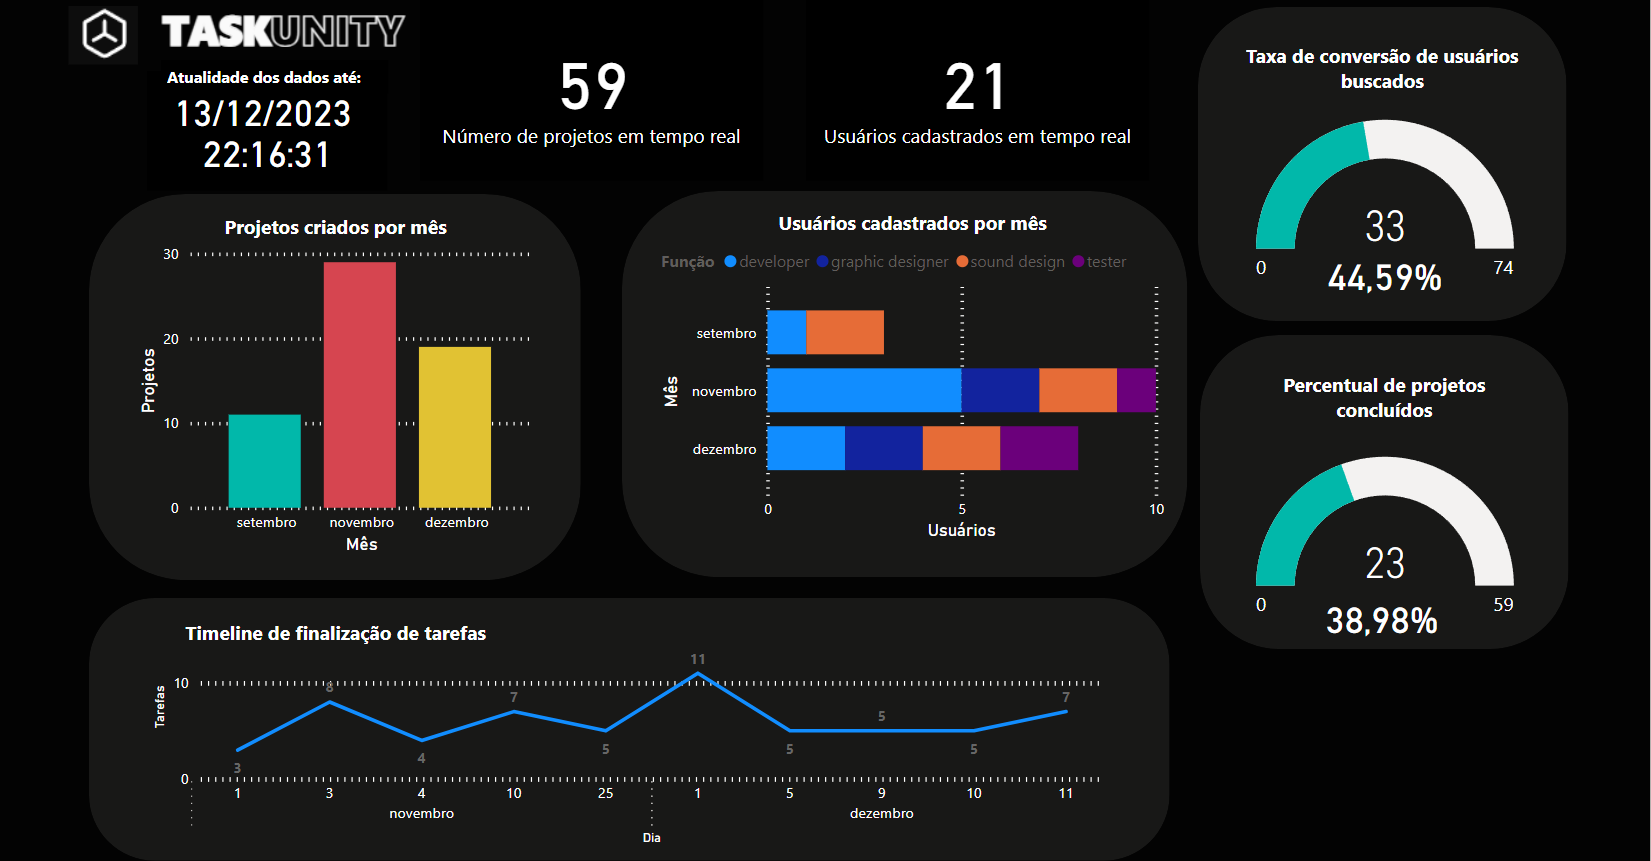 TASKUNITY
Atualidade dos dados até:
13/12/2023
22:16:31
59
Número de projetos em tempo real
21
Usuários cadastrados em tempo real
Taxa de conversão de usuários
buscados
33
0
74
44,59%
Projetos criados por mês
Projetos
30
20
10
0
setembro
novembro
dezembro
Mês
Usuários cadastrados por mês
Função developer graphic designer sound design tester
Mês
setembro
novembro
dezembro
0
5
10
Usuários
Percentual de projetos
concluídos
23
0
59
38,98%
Timeline de finalização de tarefas
Tarefas
10
0
3
8
4
7
5
11
5
5
5
7
1
3
4
10
25
1
5
9
10
11
novembro
dezembro
Dia